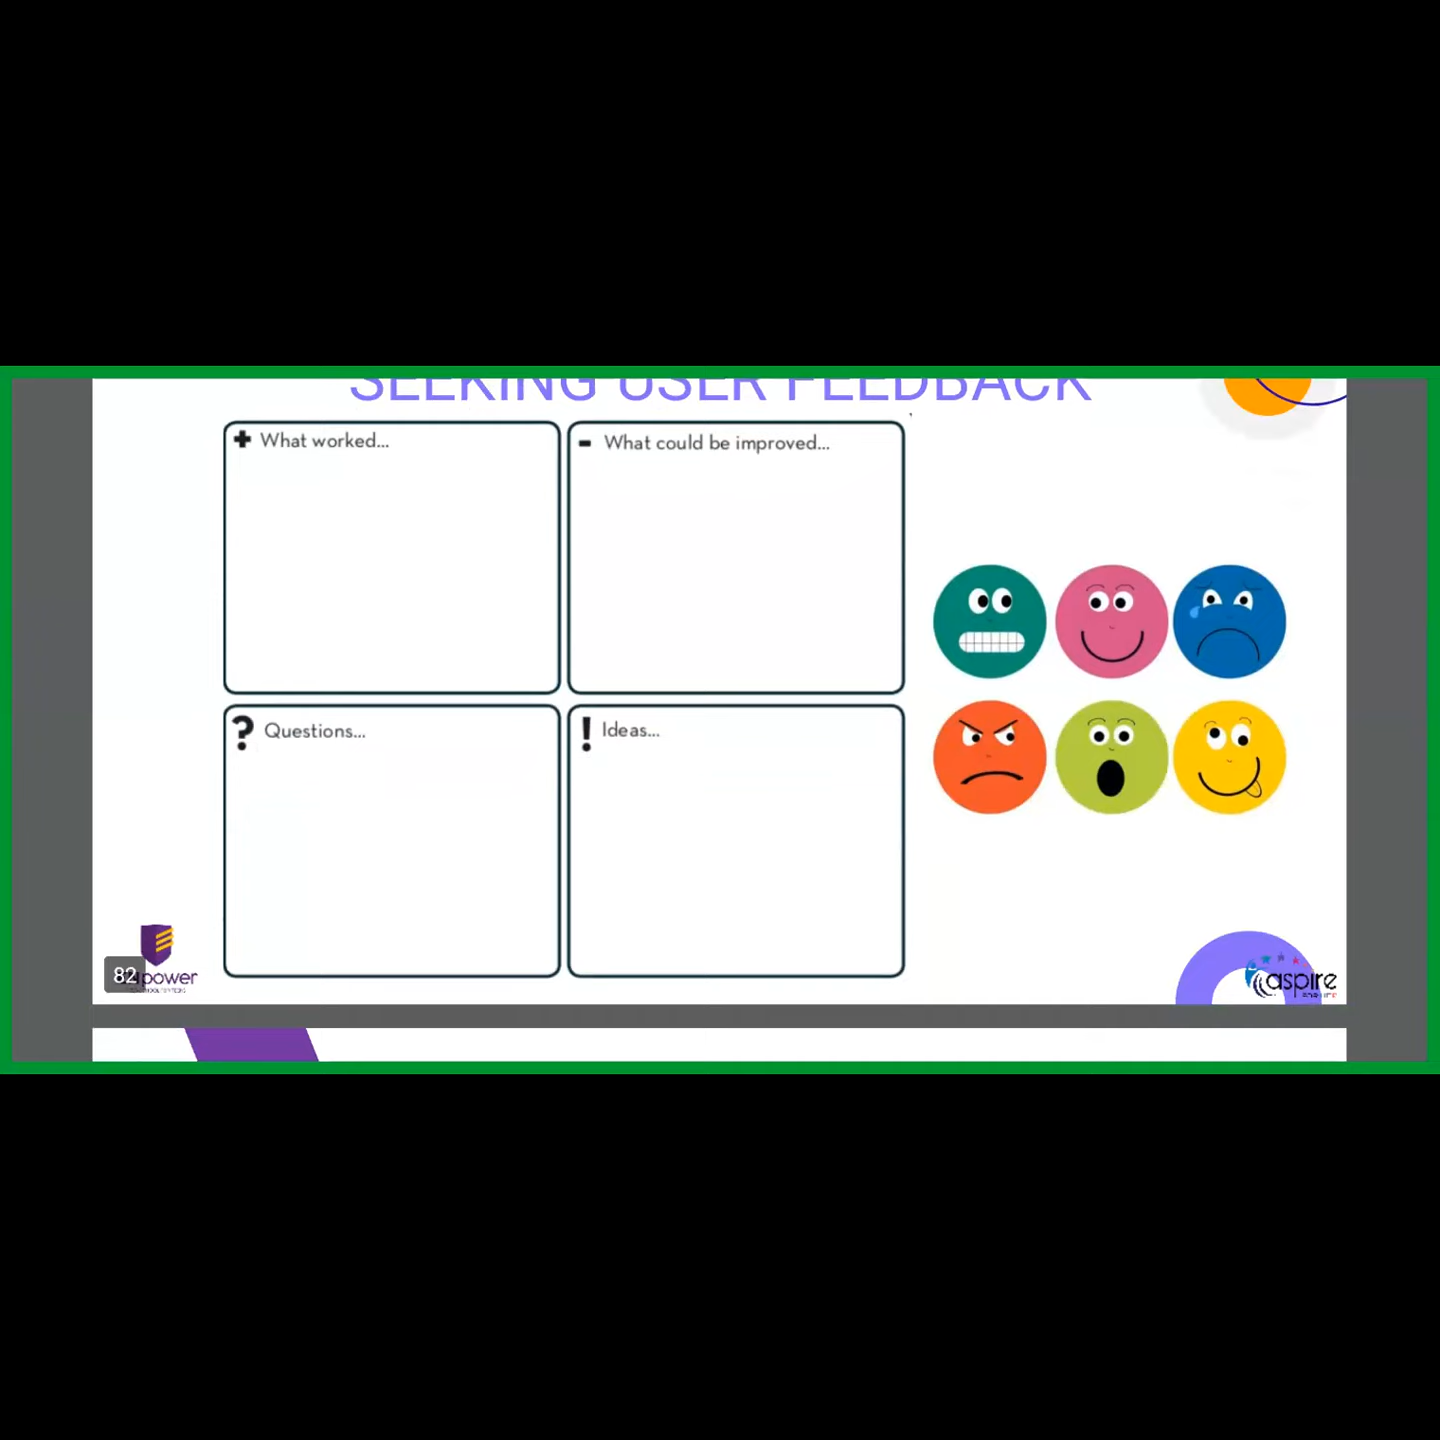 SEEKING USER FEEDBACK
+ What worked...
- What could be improved...
? Questions...
! Ideas...
82
power
aspire